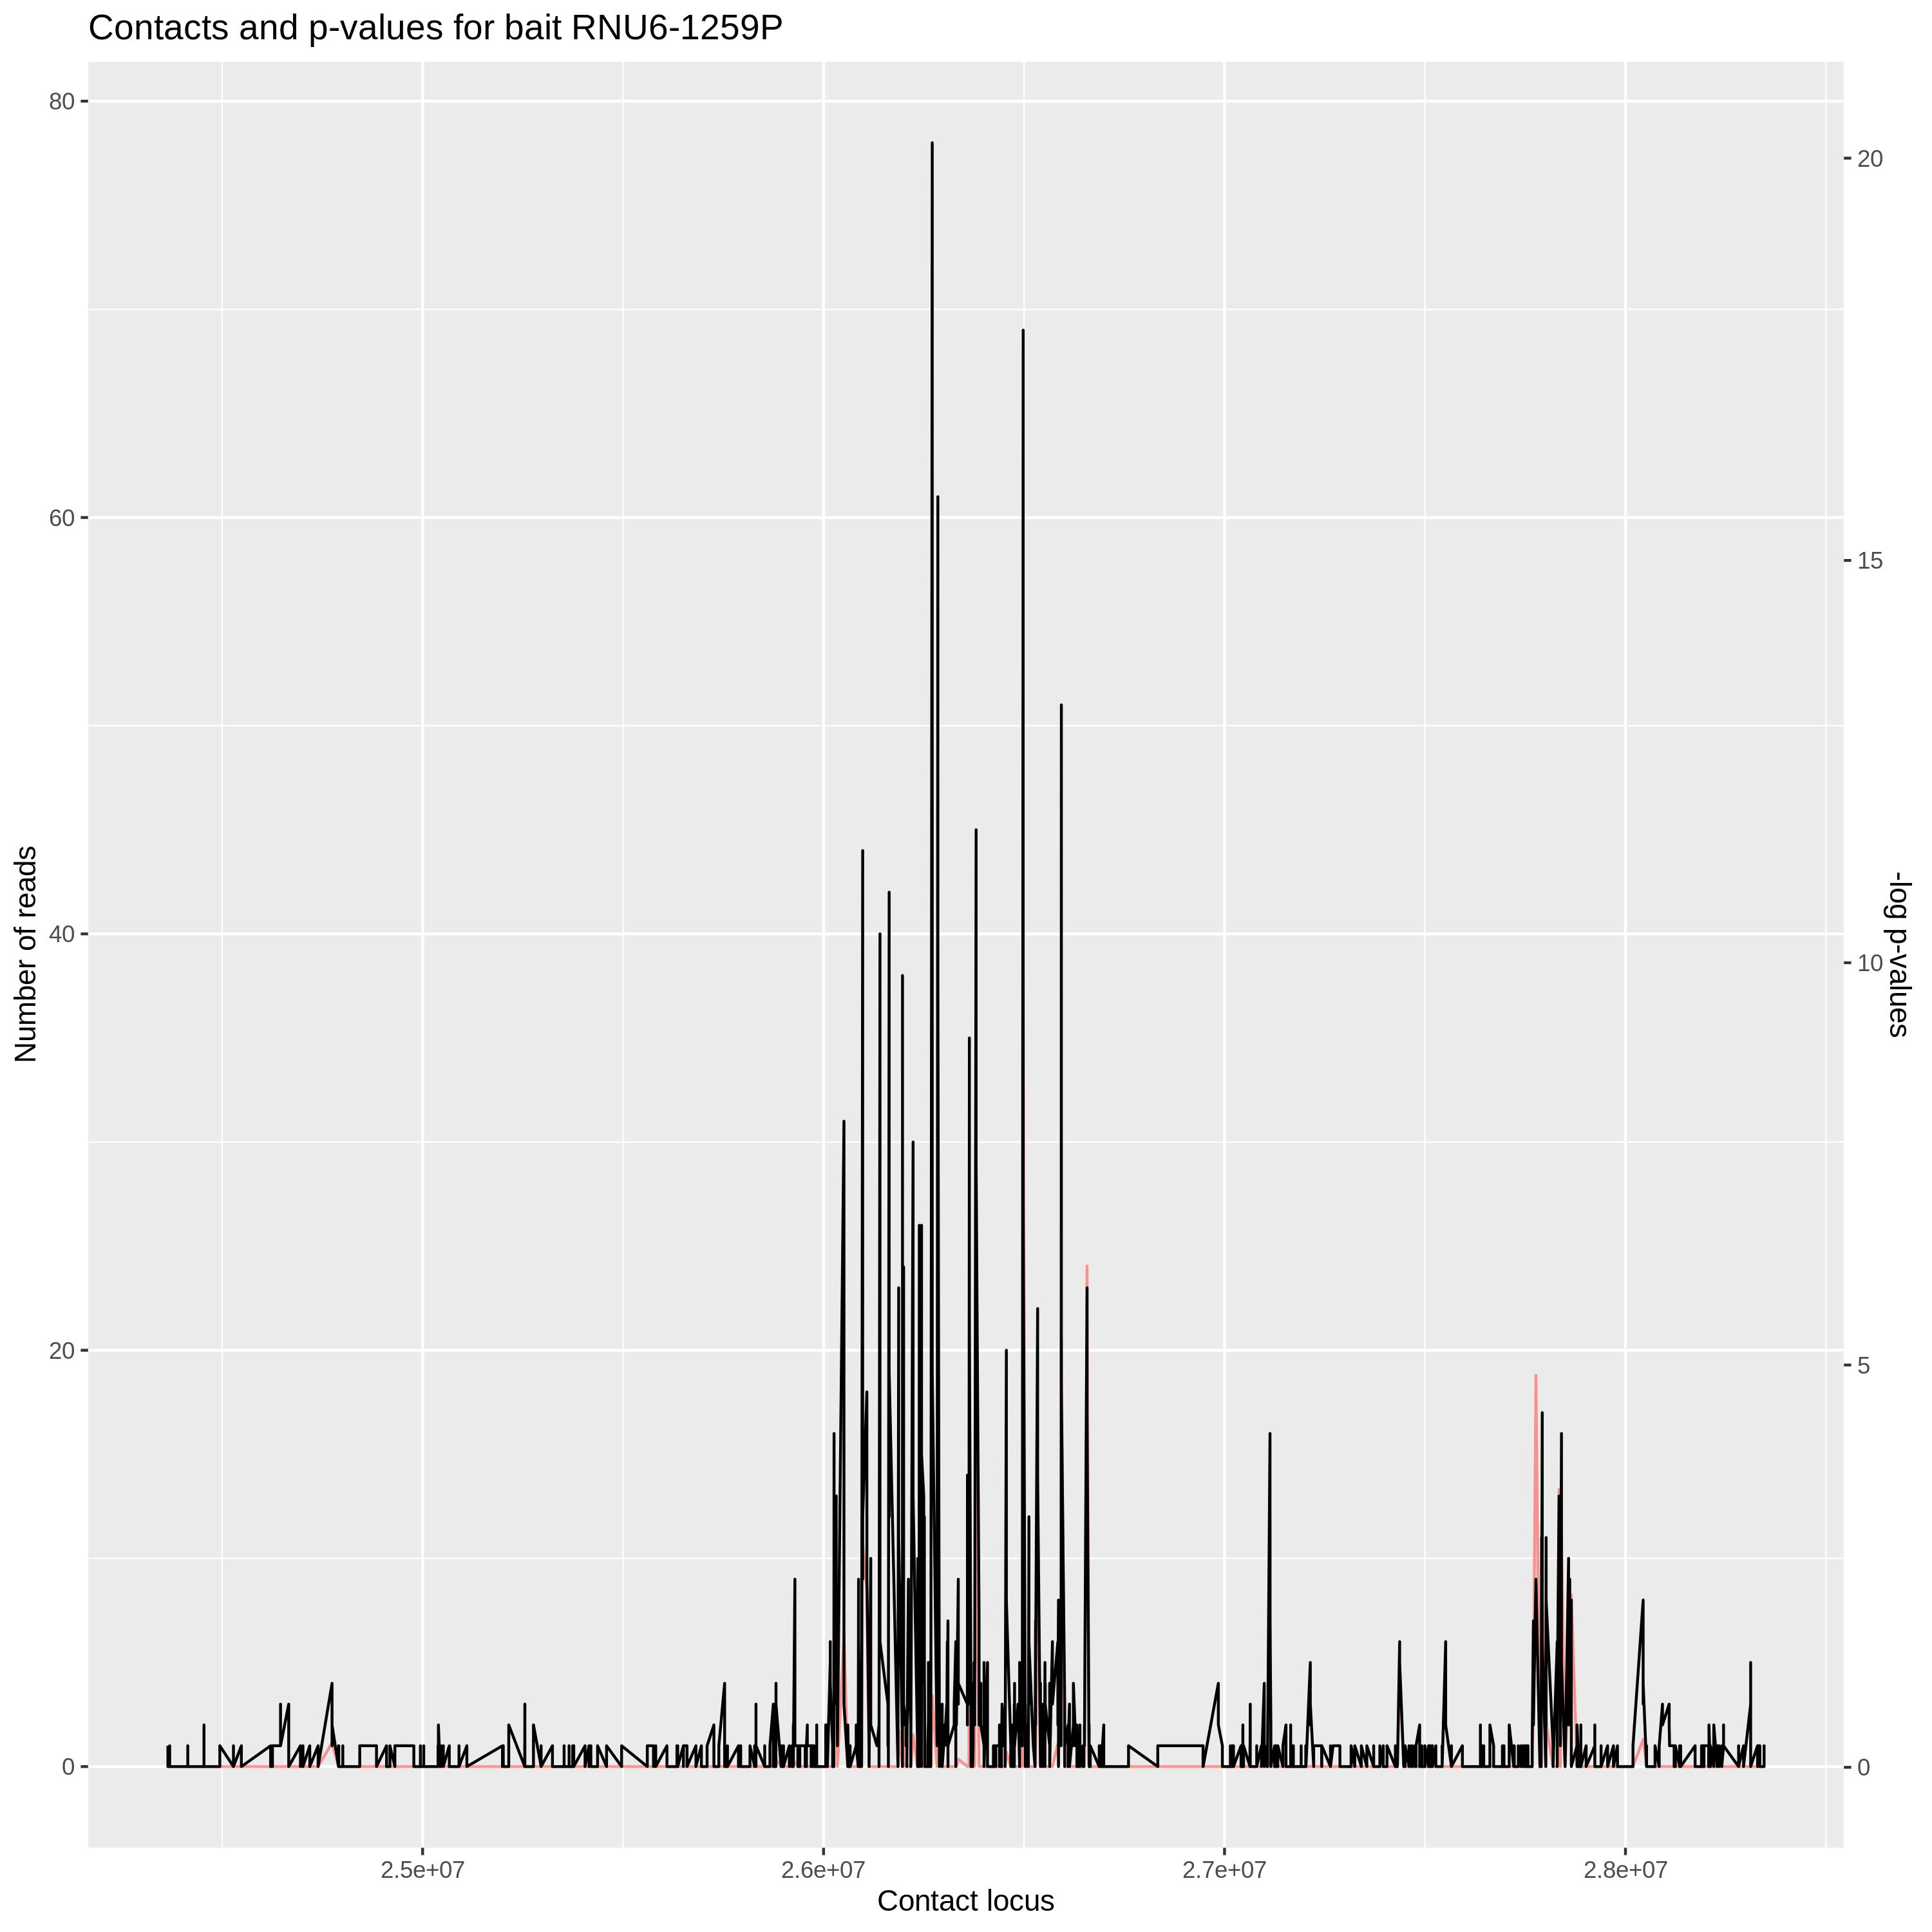 Contacts and p-values for bait RNU6-1259P
80
60
40
20
0
Number of reads
20
15
10
5
0
-log p-values
2.5e+07
2.6e+07
2.7e+07
2.8e+07
Contact locus